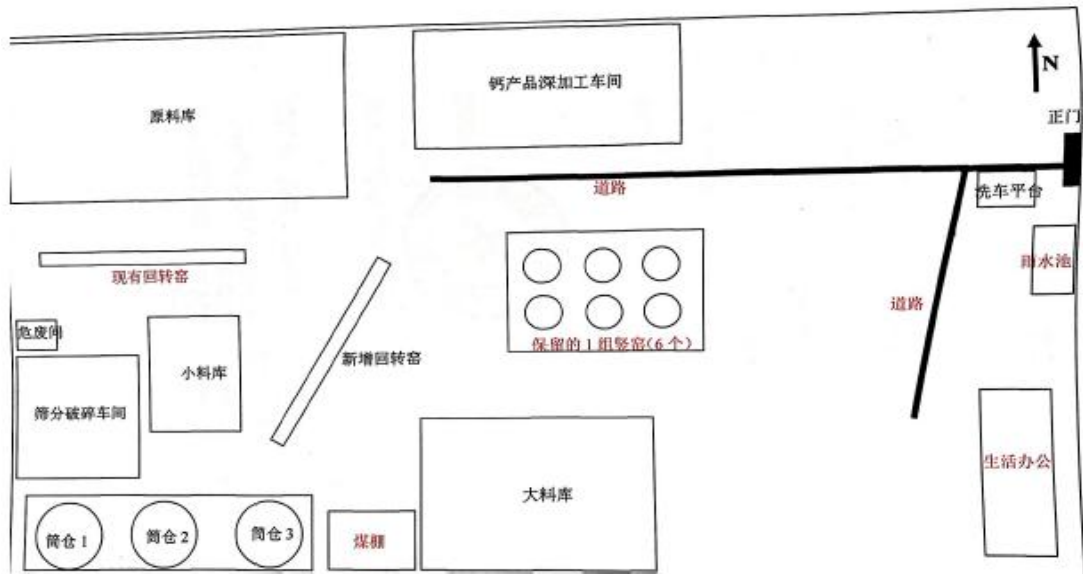 钙产品深加工车间
N
原料库
正门
道路
洗车平台
雨水池
现有回转窑
道路
危废间
保留的1组竖窑(6个)
新增回转窑
小料库
筛分破碎车间
生活办公
大料库
筒仓1
筒仓2
筒仓3
煤棚